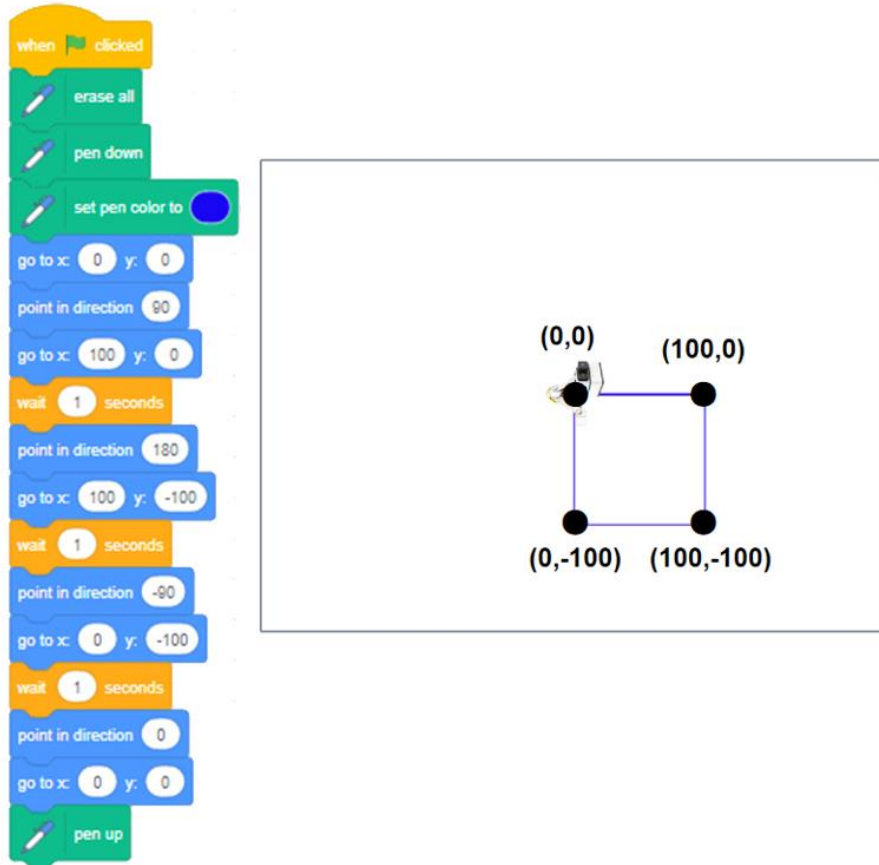 when clicked
erase all
pen down
set pen color to
go to x: 0 y: 0
point in direction 90
go to x: 100 y: 0
wait 1 seconds
point in direction 180
go to x: 100 y: -100
wait 1 seconds
point in direction -90
go to x: 0 y: -100
wait 1 seconds
point in direction 0
go to x: 0 y: 0
pen up
(0,0)
(100,0)
(0,-100)
(100,-100)